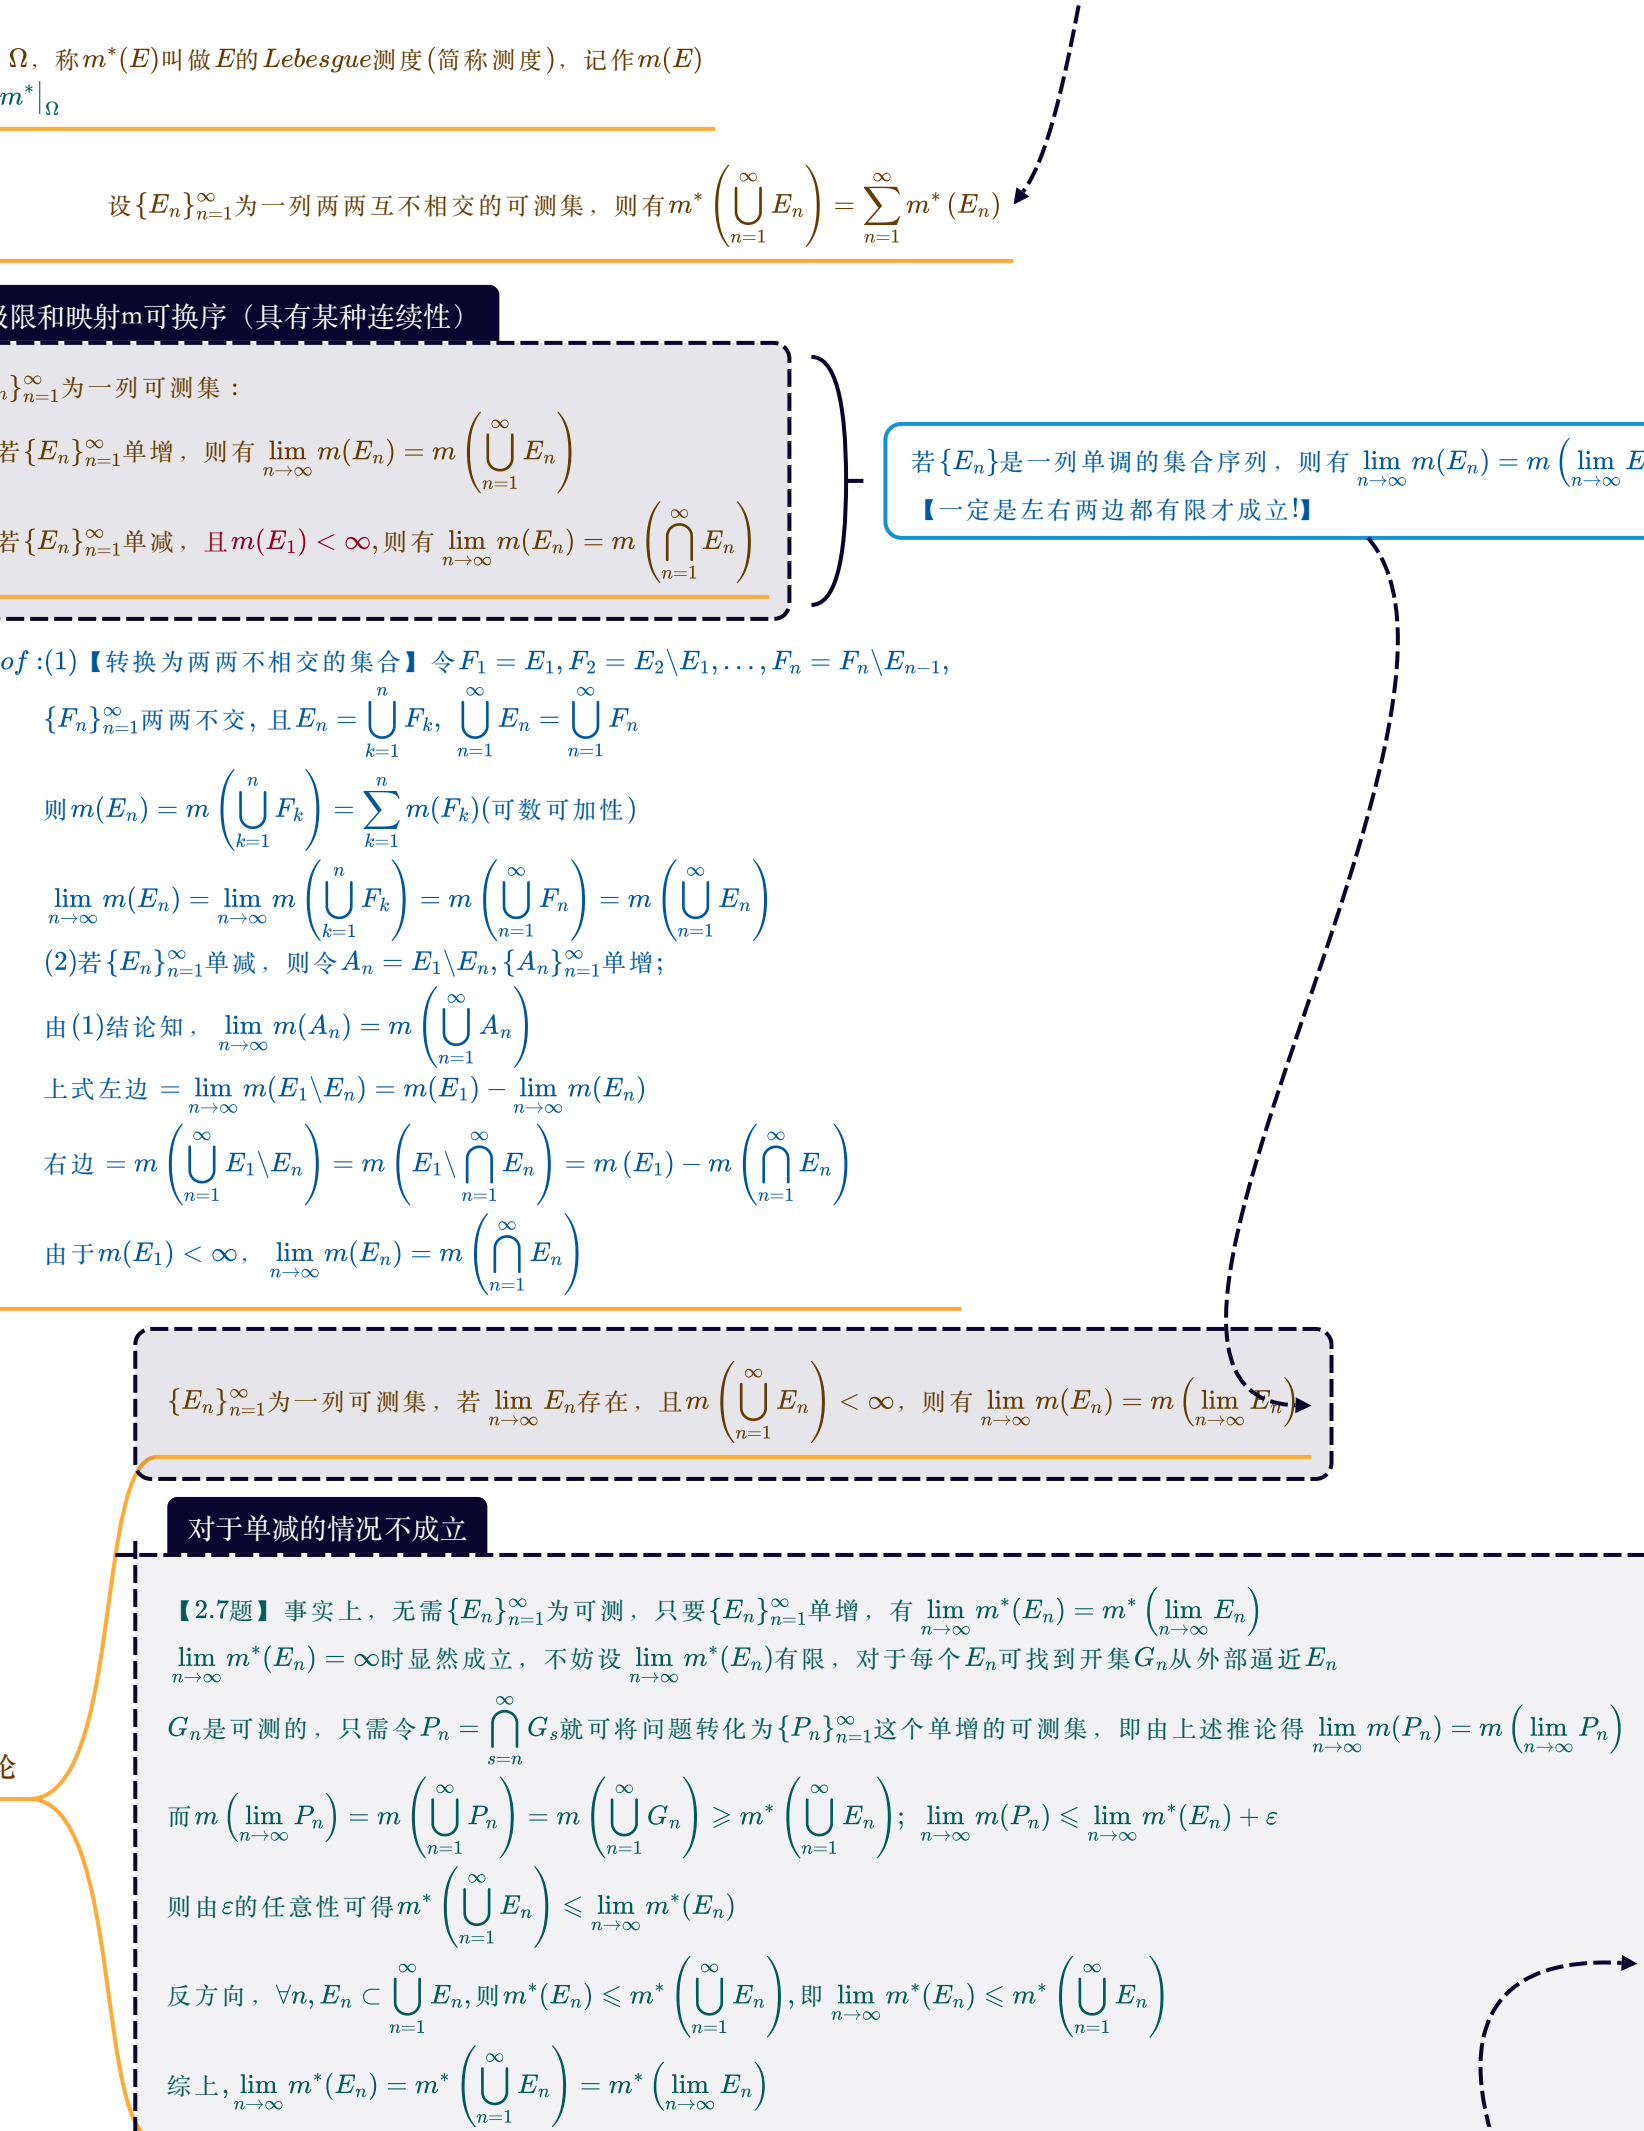 Ω，称m*(E)叫做E的Lebesgue测度(简称测度)，记作m(E)
m*|_Ω
设{E_n}_{n=1}^∞为一列两两互不相交的可测集，则有m*(⋃_{n=1}^∞ E_n) = ∑_{n=1}^∞ m*(E_n)
限和映射m可换序（具有某种连续性）
_n}_{n=1}^∞为一列可测集：
若{E_n}_{n=1}^∞单增，则有 lim_{n→∞} m(E_n) = m(⋃_{n=1}^∞ E_n)
若{E_n}_{n=1}^∞单减，且m(E_1) < ∞,则有 lim_{n→∞} m(E_n) = m(⋂_{n=1}^∞ E_n)
若{E_n}是一列单调的集合序列，则有 lim_{n→∞} m(E_n) = m(lim_{n→∞} E
【一定是左右两边都有限才成立!】
of :(1)【转换为两两不相交的集合】令F_1 = E_1, F_2 = E_2\E_1, ..., F_n = F_n\E_{n-1},
{F_n}_{n=1}^∞两两不交, 且E_n = ⋃_{k=1}^n F_k, ⋃_{n=1}^∞ E_n = ⋃_{n=1}^∞ F_n
则m(E_n) = m(⋃_{k=1}^n F_k) = ∑_{k=1}^n m(F_k)(可数可加性)
lim_{n→∞} m(E_n) = lim_{n→∞} m(⋃_{k=1}^n F_k) = m(⋃_{n=1}^∞ F_n) = m(⋃_{n=1}^∞ E_n)
(2)若{E_n}_{n=1}^∞单减，则令A_n = E_1\E_n, {A_n}_{n=1}^∞单增;
由(1)结论知，lim_{n→∞} m(A_n) = m(⋃_{n=1}^∞ A_n)
上式左边 = lim_{n→∞} m(E_1\E_n) = m(E_1) − lim_{n→∞} m(E_n)
右边 = m(⋃_{n=1}^∞ E_1\E_n) = m(E_1\ ⋂_{n=1}^∞ E_n) = m(E_1) − m(⋂_{n=1}^∞ E_n)
由于m(E_1) < ∞，lim_{n→∞} m(E_n) = m(⋂_{n=1}^∞ E_n)
{E_n}_{n=1}^∞为一列可测集，若 lim_{n→∞} E_n存在，且m(⋃_{n=1}^∞ E_n) < ∞，则有 lim_{n→∞} m(E_n) = m(lim_{n→∞} E_n)
对于单减的情况不成立
【2.7题】事实上，无需{E_n}_{n=1}^∞为可测，只要{E_n}_{n=1}^∞单增，有 lim_{n→∞} m*(E_n) = m*(lim_{n→∞} E_n)
lim_{n→∞} m*(E_n) = ∞时显然成立，不妨设 lim_{n→∞} m*(E_n)有限，对于每个E_n可找到开集G_n从外部逼近E_n
G_n是可测的，只需令P_n = ⋂_{s=n}^∞ G_s就可将问题转化为{P_n}_{n=1}^∞这个单增的可测集，即由上述推论得 lim_{n→∞} m(P_n) = m(lim_{n→∞} P_n)
论
而m(lim_{n→∞} P_n) = m(⋃_{n=1}^∞ P_n) = m(⋃_{n=1}^∞ G_n) ⩾ m*(⋃_{n=1}^∞ E_n); lim_{n→∞} m(P_n) ⩽ lim_{n→∞} m*(E_n) + ε
则由ε的任意性可得m*(⋃_{n=1}^∞ E_n) ⩽ lim_{n→∞} m*(E_n)
反方向，∀n, E_n ⊂ ⋃_{n=1}^∞ E_n,则m*(E_n) ⩽ m*(⋃_{n=1}^∞ E_n),即 lim_{n→∞} m*(E_n) ⩽ m*(⋃_{n=1}^∞ E_n)
综上, lim_{n→∞} m*(E_n) = m*(⋃_{n=1}^∞ E_n) = m*(lim_{n→∞} E_n)